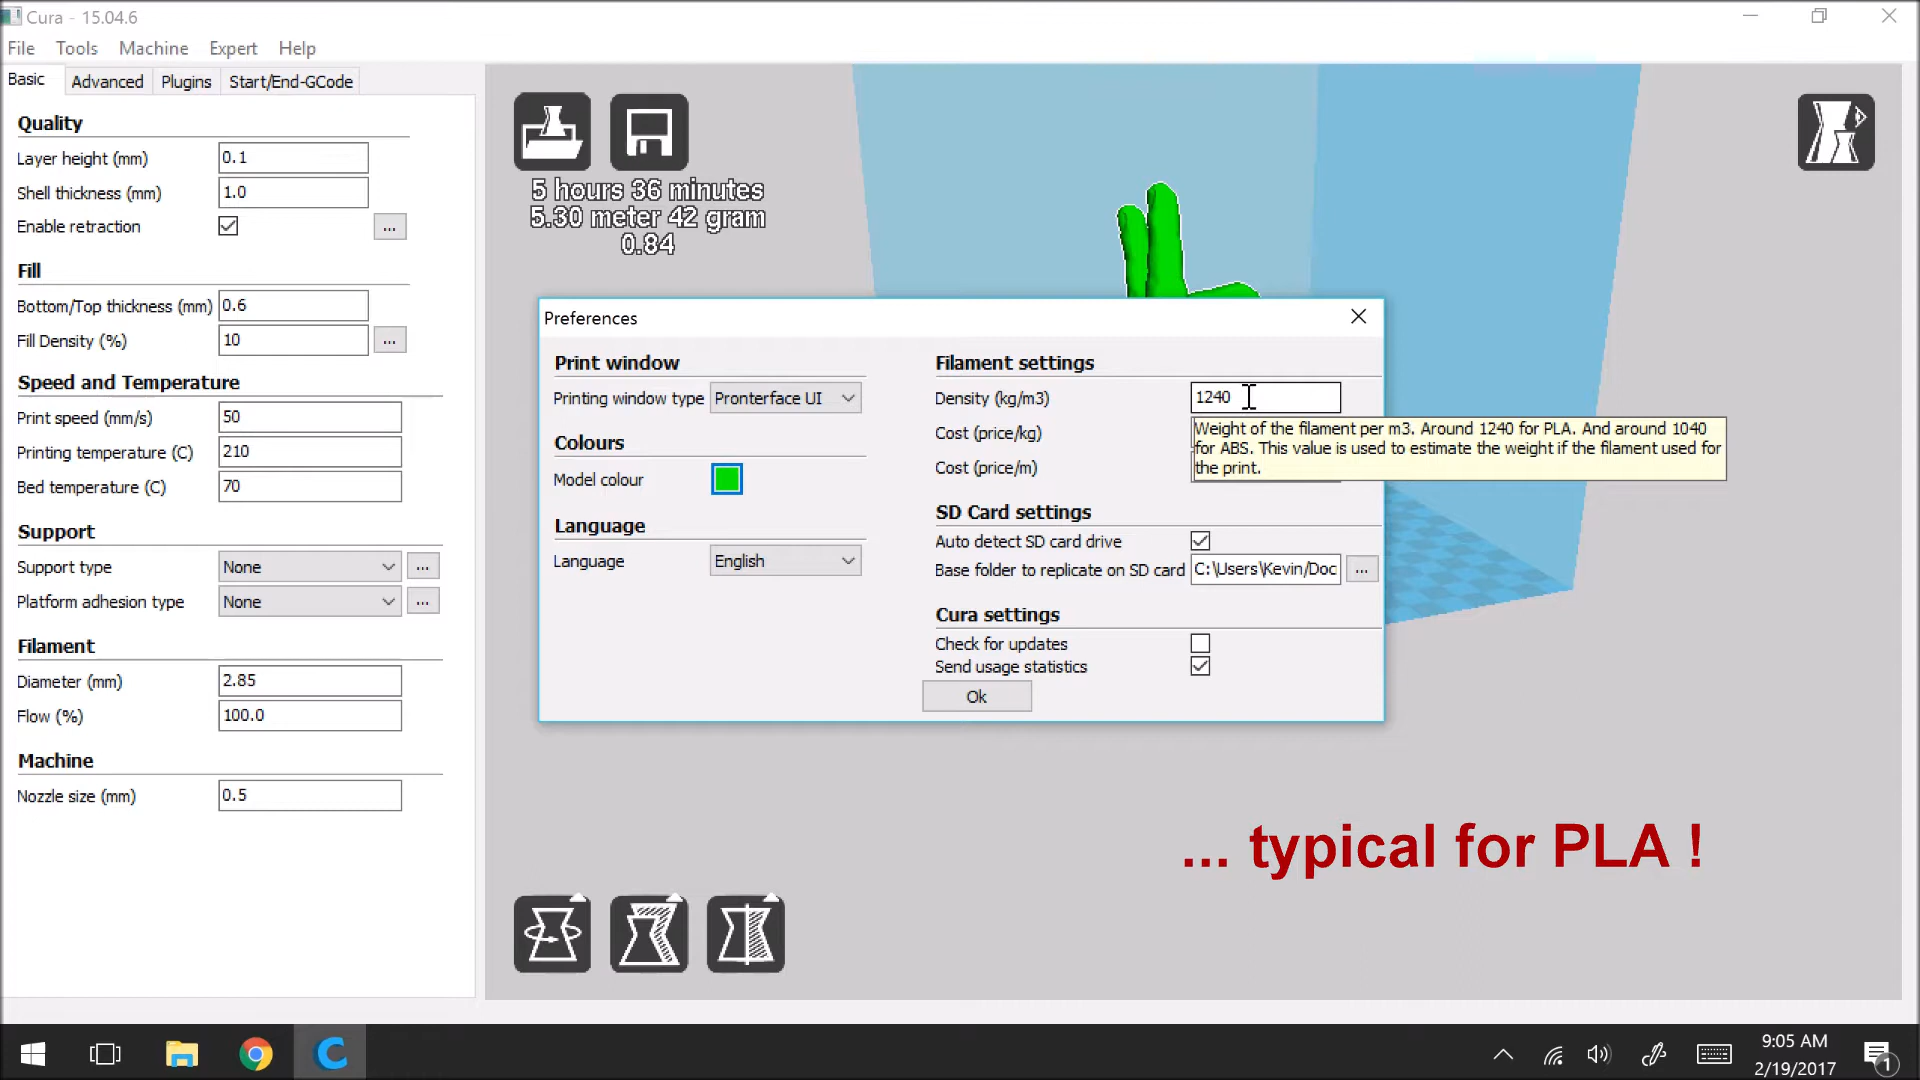 Cura - 15.04.6
File Tools Machine Expert Help
Basic Advanced Plugins Start/End-GCode
Quality
Layer height (mm) 0.1
Shell thickness (mm) 1.0
Enable retraction ...
Fill
Bottom/Top thickness (mm) 0.6
Fill Density (%) 10 ...
Speed and Temperature
Print speed (mm/s) 50
Printing temperature (C) 210
Bed temperature (C) 70
Support
Support type None ...
Platform adhesion type None ...
Filament
Diameter (mm) 2.85
Flow (%) 100.0
Machine
Nozzle size (mm) 0.5
5 hours 36 minutes
5.30 meter 42 gram
0.84
Preferences
Print window
Printing window type Pronterface UI
Colours
Model colour
Language
Language English
Filament settings
Density (kg/m3) 1240
Cost (price/kg)
Cost (price/m)
Weight of the filament per m3. Around 1240 for PLA. And around 1040
for ABS. This value is used to estimate the weight if the filament used for
the print.
SD Card settings
Auto detect SD card drive
Base folder to replicate on SD card C:\Users\Kevin/Doc ...
Cura settings
Check for updates
Send usage statistics
Ok
... typical for PLA !
9:05 AM
2/19/2017
1